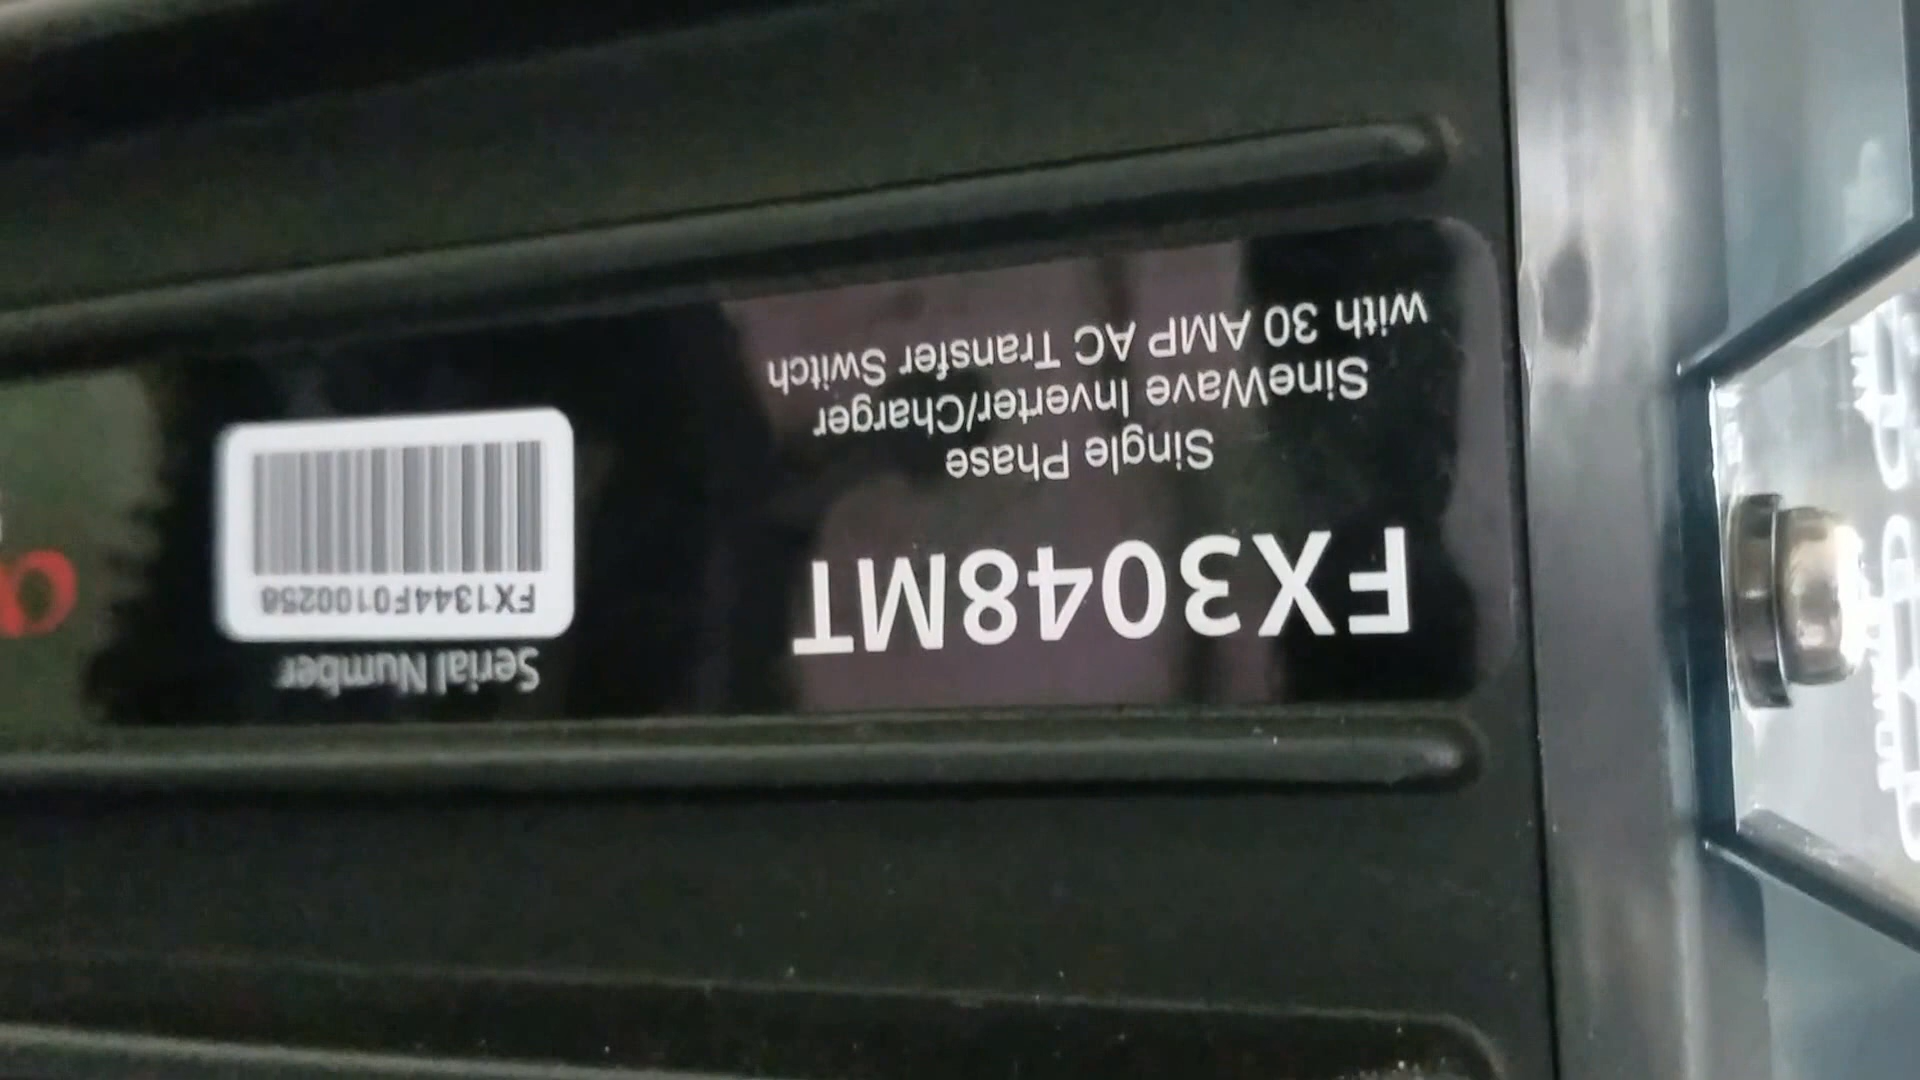 FX3048MT
Single Phase
SineWave Inverter/Charger
with 30 AMP AC Transfer Switch
Serial Number
FX1344F0100258